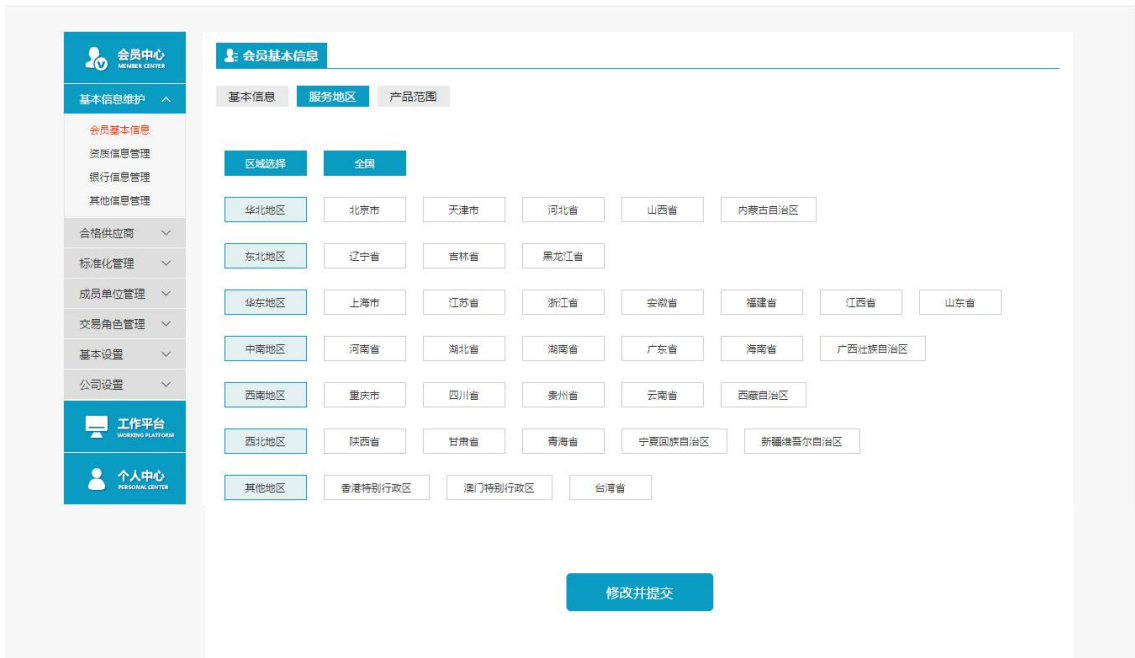 会员中心
MEMBER CENTER
基本信息维护
会员基本信息
资质信息管理
银行信息管理
其他信息管理
合格供应商
标准化管理
成员单位管理
交易角色管理
基本设置
公司设置
工作平台
WORKING PLATFORM
个人中心
PERSONAL CENTER
会员基本信息
基本信息 服务地区 产品范围
区域选择 全国
华北地区 北京市 天津市 河北省 山西省 内蒙古自治区
东北地区 辽宁省 吉林省 黑龙江省
华东地区 上海市 江苏省 浙江省 安徽省 福建省 江西省 山东省
中南地区 河南省 湖北省 湖南省 广东省 海南省 广西壮族自治区
西南地区 重庆市 四川省 贵州省 云南省 西藏自治区
西北地区 陕西省 甘肃省 青海省 宁夏回族自治区 新疆维吾尔自治区
其他地区 香港特别行政区 澳门特别行政区 台湾省
修改并提交